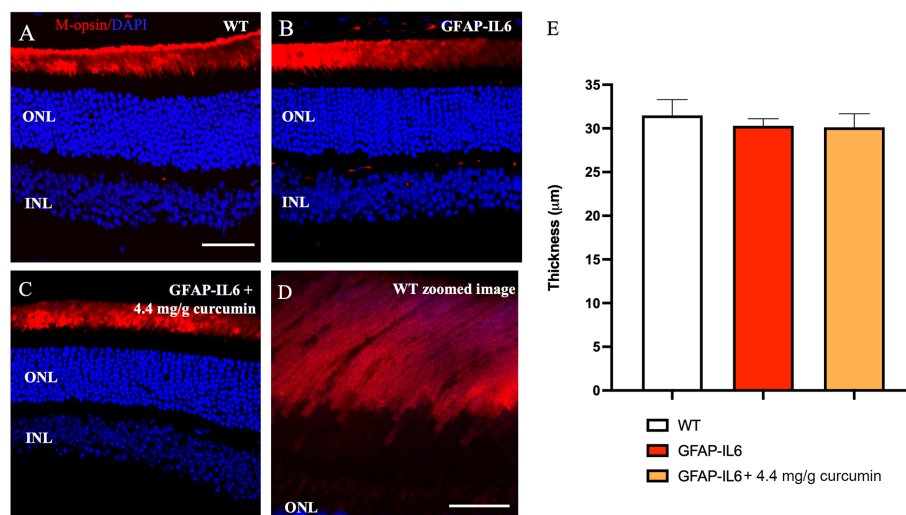 A
M-opsin/DAPI
WT
ONL
INL
B
GFAP-IL6
ONL
INL
C
GFAP-IL6 +
4.4 mg/g curcumin
ONL
INL
D
WT zoomed image
ONL
E
Thickness (μm)
35
30
25
20
15
10
5
0
WT
GFAP-IL6
GFAP-IL6+ 4.4 mg/g curcumin